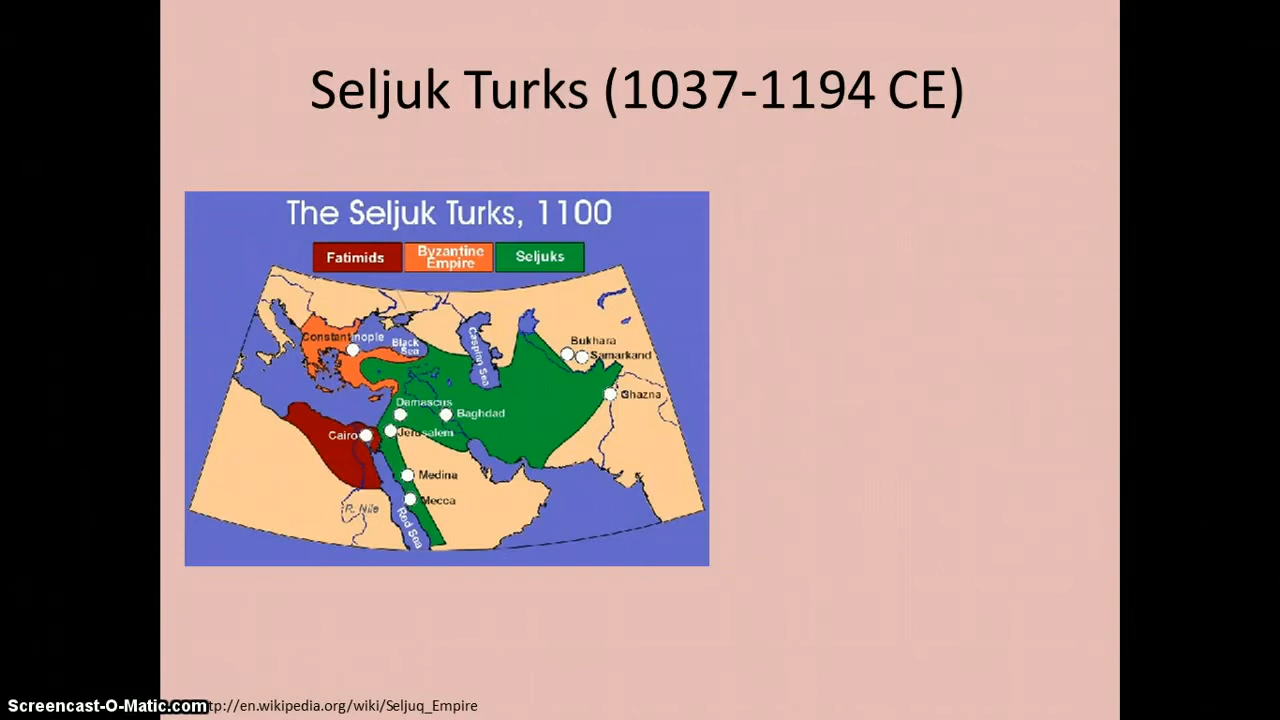 Seljuk Turks (1037-1194 CE)
The Seljuk Turks, 1100
Fatimids
Byzantine
Empire
Seljuks
Constantinople
Black
Sea
Caspian Sea
Bukhara
Samarkand
Ghazna
Damascus
Baghdad
Cairo
Jerusalem
Medina
Mecca
R. Nile
Red Sea
Screencast-O-Matic.com
tp://en.wikipedia.org/wiki/Seljuq_Empire